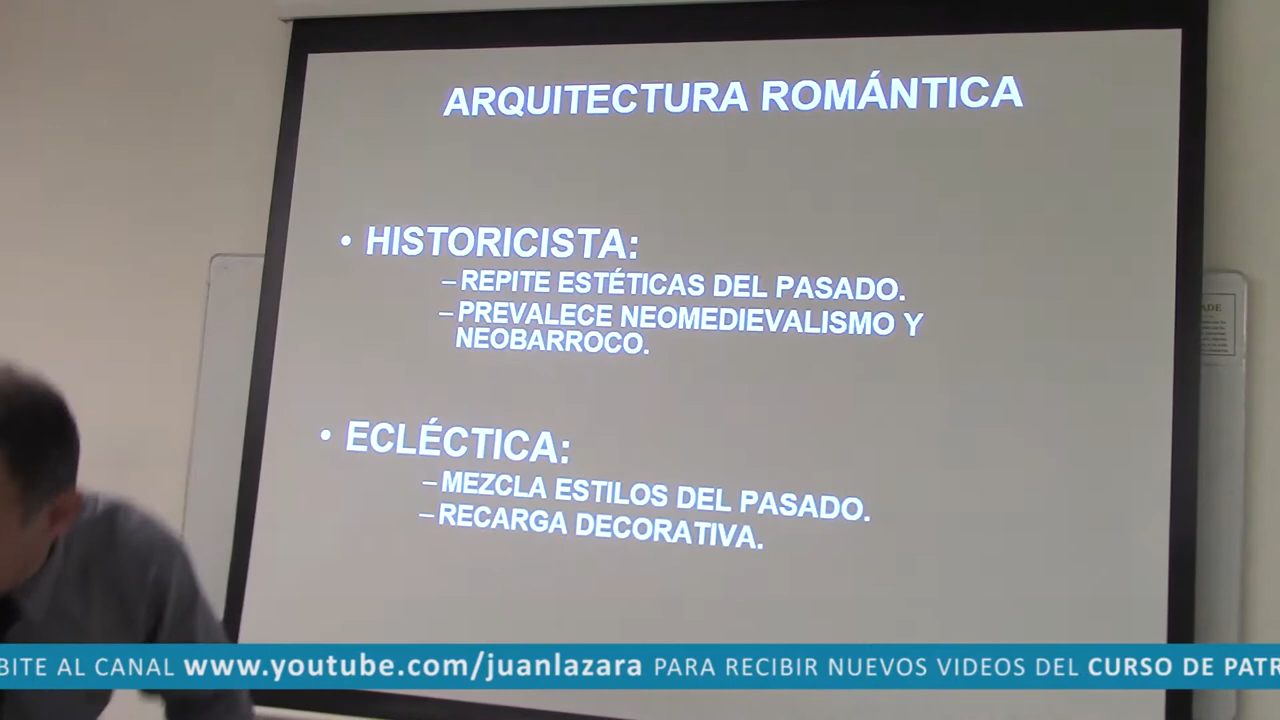 ARQUITECTURA ROMÁNTICA
• HISTORICISTA:
–REPITE ESTÉTICAS DEL PASADO.
–PREVALECE NEOMEDIEVALISMO Y
NEOBARROCO.
• ECLÉCTICA:
–MEZCLA ESTILOS DEL PASADO.
–RECARGA DECORATIVA.
BITE AL CANAL www.youtube.com/juanlazara PARA RECIBIR NUEVOS VIDEOS DEL CURSO DE PATR